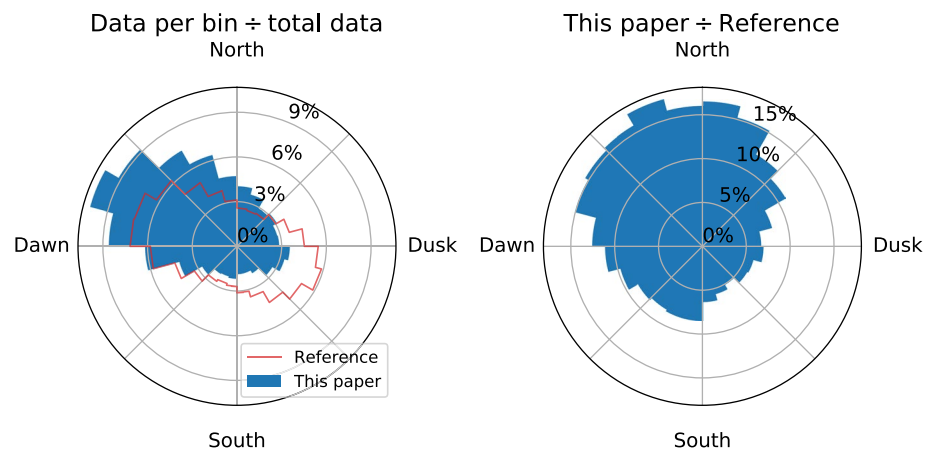 Data per bin ÷ total data
North
9%
6%
3%
0%
Dawn
Dusk
Reference
This paper
South
This paper ÷ Reference
North
15%
10%
5%
0%
Dawn
Dusk
South